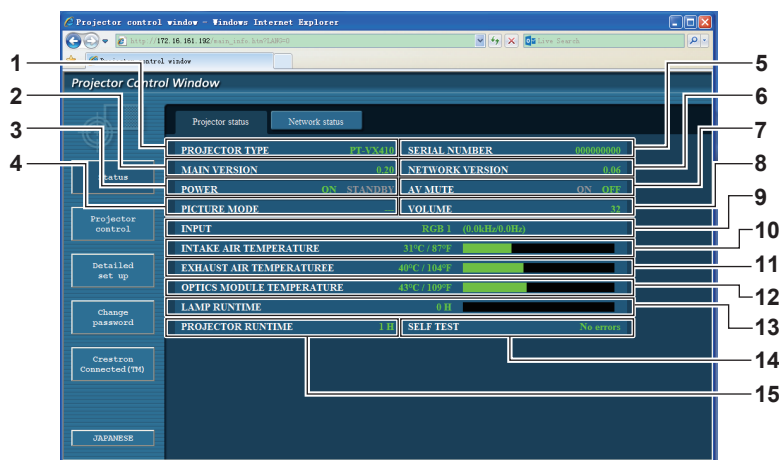 Projector control window - Windows Internet Explorer
http://172.16.161.192/main_info.htm?LANG=0
Live Search
window
Projector Control Window
Projector status Network status
1
2
3
4
5
6
7
8
9
10
11
12
13
14
15
PROJECTOR TYPE PT-VX410 SERIAL NUMBER 000000000
MAIN VERSION 0.20 NETWORK VERSION 0.06
POWER ON STANDBY AV MUTE ON OFF
PICTURE MODE --- VOLUME 32
INPUT RGB 1 (0.0kHz/0.0Hz)
INTAKE AIR TEMPERATURE 31°C / 87°F
EXHAUST AIR TEMPERATUREE 40°C / 104°F
OPTICS MODULE TEMPERATURE 43°C / 109°F
LAMP RUNTIME 0 H
PROJECTOR RUNTIME 1 H SELF TEST No errors
Status
Projector
control
Detailed
set up
Change
password
Crestron
Connected(TM)
JAPANESE